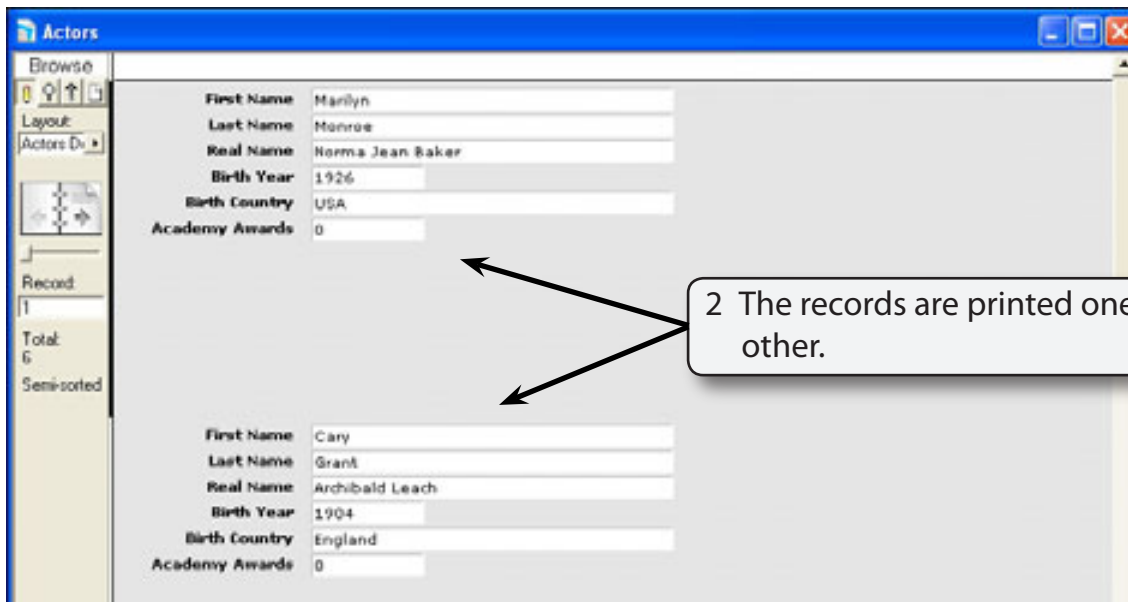 Actors
Browse
Layout:
Actors D
Record:
1
Total:
6
Semi-sorted
First Name Marilyn
Last Name Monroe
Real Name Norma Jean Baker
Birth Year 1926
Birth Country USA
Academy Awards 0
2 The records are printed one
other.
First Name Cary
Last Name Grant
Real Name Archibald Leach
Birth Year 1904
Birth Country England
Academy Awards 0